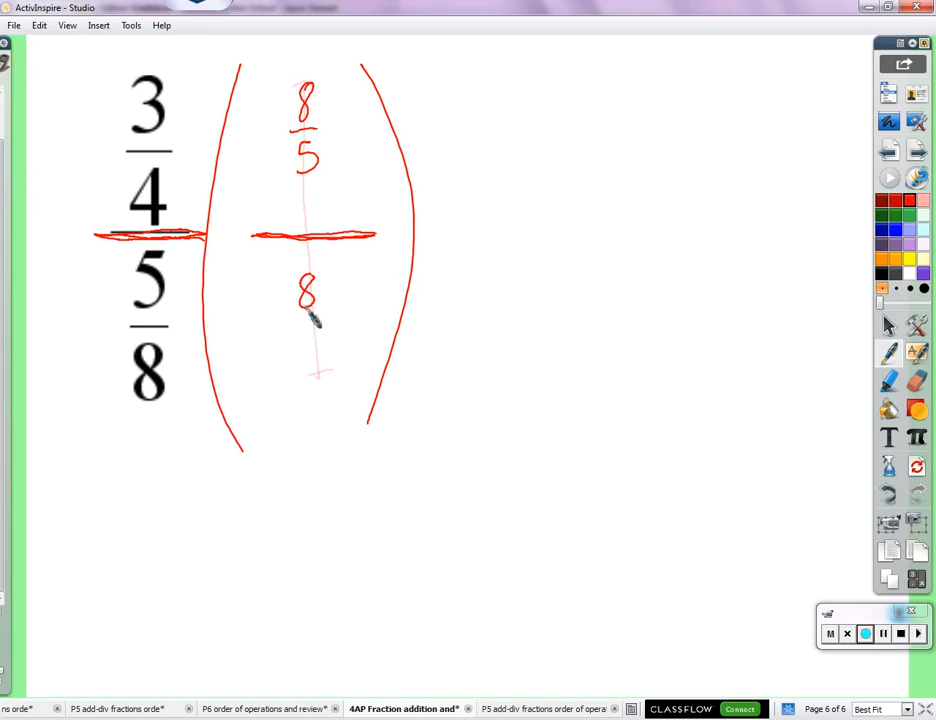 ActivInspire - Studio
File Edit View Insert Tools Help
3
4
5
8
8
5
8
M
ns orde*
P5 add-div fractions orde*
P6 order of operations and review*
4AP Fraction addition and*
P5 add-div fractions order of opera
CLASSFLOW Connect
Page 6 of 6
Best Fit